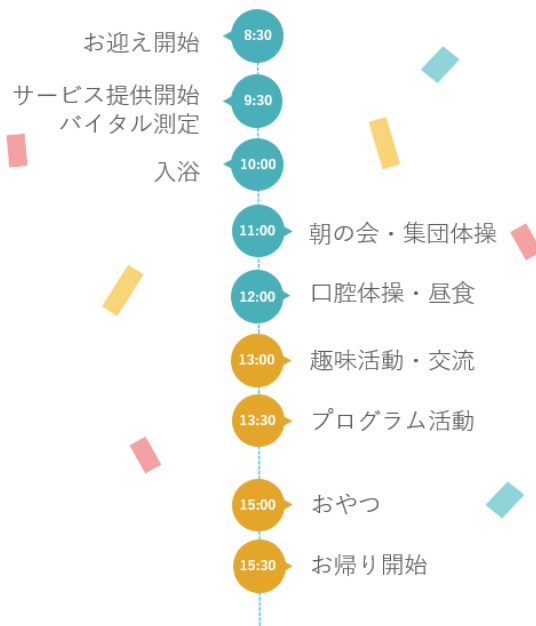 お迎え開始
8:30
サービス提供開始
9:30
バイタル測定
入浴
10:00
11:00
朝の会・集団体操
12:00
口腔体操・昼食
13:00
趣味活動・交流
13:30
プログラム活動
15:00
おやつ
15:30
お帰り開始